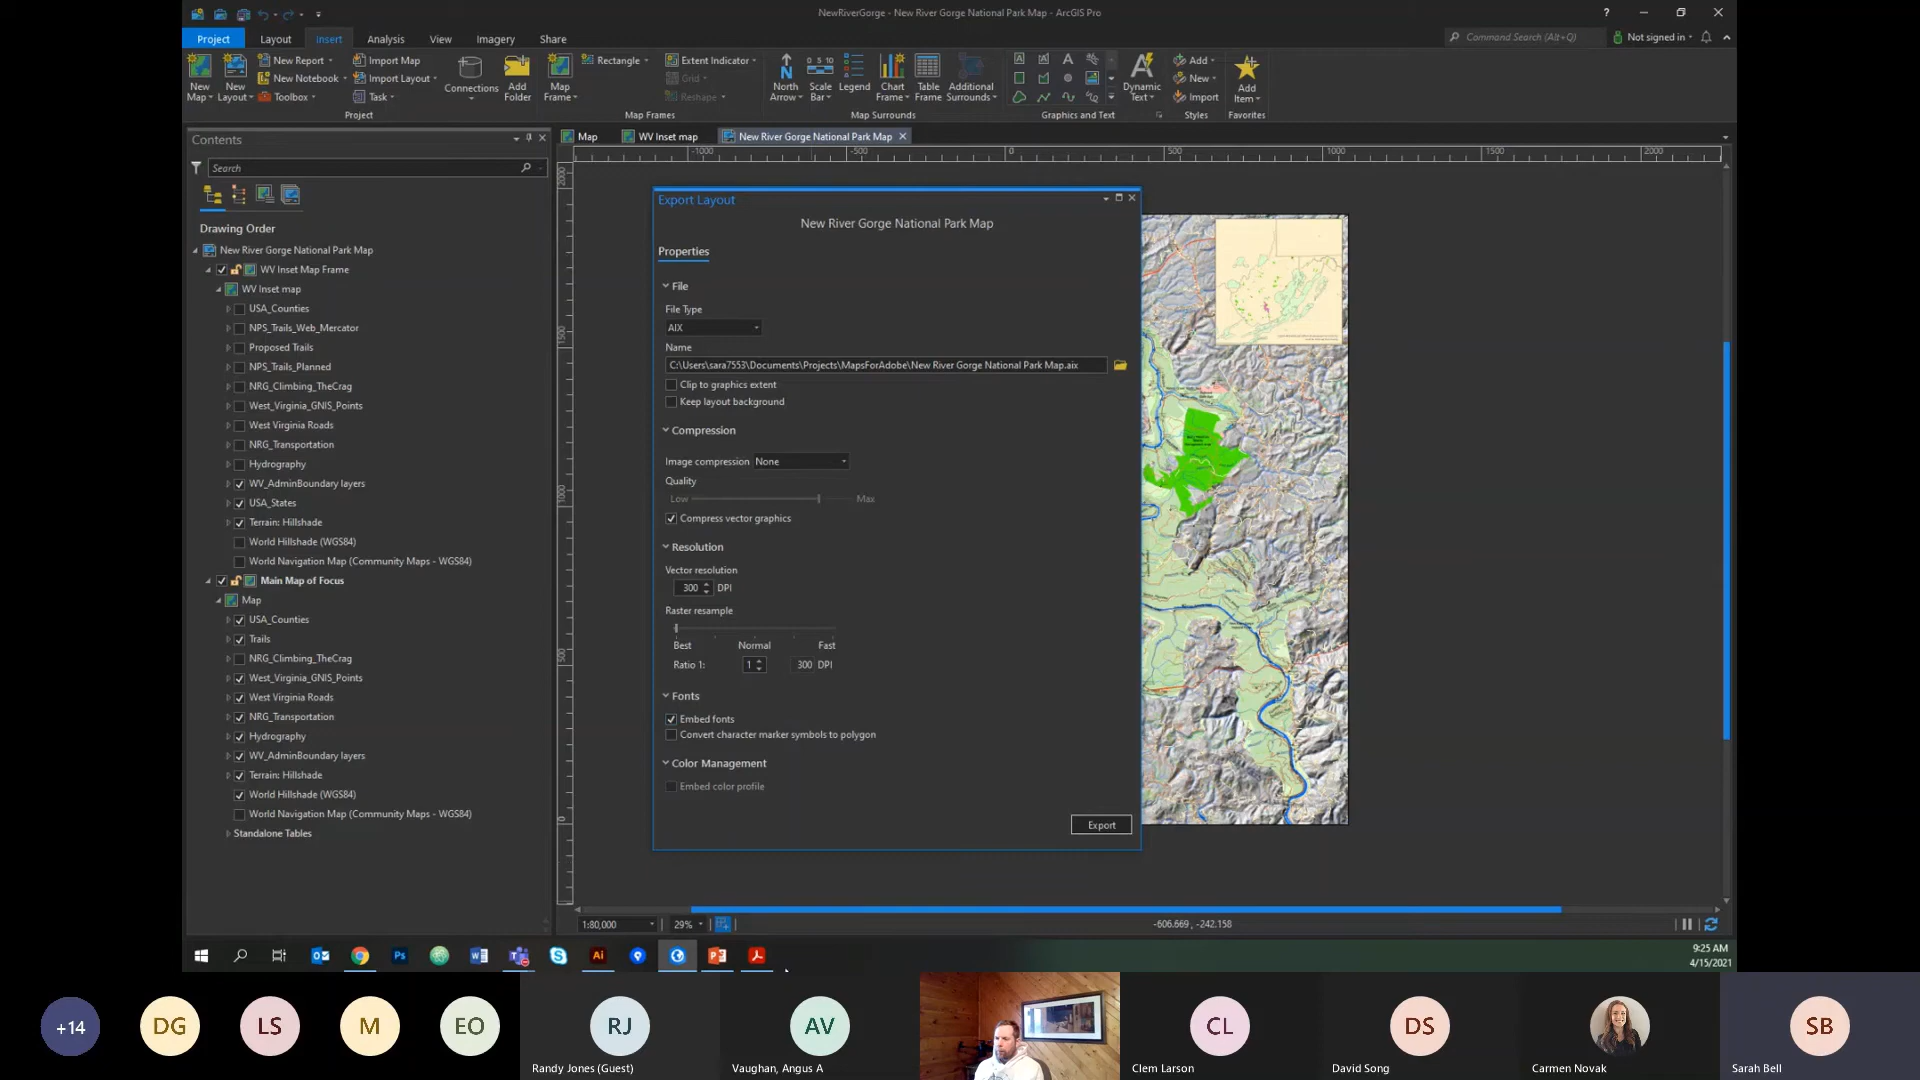 NewRiverGorge - New River Gorge National Park Map - ArcGIS Pro
Project
Layout
Insert
Analysis
View
Imagery
Share
Command Search (Alt+Q)
Not signed in
New Map
New Layout
New Report
New Notebook
Toolbox
Import Map
Import Layout
Task
Connections
Add Folder
Map Frame
Rectangle
Extent Indicator
Grid
Reshape
North Arrow
Scale Bar
Legend
Chart Frame
Table Frame
Additional Surrounds
Dynamic Text
Add
New
Import
Add Item
Project
Map Frames
Map Surrounds
Graphics and Text
Styles
Favorites
Contents
Search
Drawing Order
New River Gorge National Park Map
WV Inset Map Frame
WV Inset map
USA_Counties
NPS_Trails_Web_Mercator
Proposed Trails
NPS_Trails_Planned
NRG_Climbing_TheCrag
West_Virginia_GNIS_Points
West Virginia Roads
NRG_Transportation
Hydrography
WV_AdminBoundary layers
USA_States
Terrain: Hillshade
World Hillshade (WGS84)
World Navigation Map (Community Maps - WGS84)
Main Map of Focus
Map
USA_Counties
Trails
NRG_Climbing_TheCrag
West_Virginia_GNIS_Points
West Virginia Roads
NRG_Transportation
Hydrography
WV_AdminBoundary layers
Terrain: Hillshade
World Hillshade (WGS84)
World Navigation Map (Community Maps - WGS84)
Standalone Tables
Map
WV Inset map
New River Gorge National Park Map
-1000
-500
0
500
1000
1500
2000
2000
1500
1000
500
0
Export Layout
New River Gorge National Park Map
Properties
File
File Type
AIX
Name
C:\Users\sara7553\Documents\Projects\MapsForAdobe\New River Gorge National Park Map.aix
Clip to graphics extent
Keep layout background
Compression
Image compression None
Quality
Low Max
Compress vector graphics
Resolution
Vector resolution
300 DPI
Raster resample
Best Normal Fast
Ratio 1: 1 300 DPI
Fonts
Embed fonts
Convert character marker symbols to polygon
Color Management
Embed color profile
Export
1:80,000
29%
-606.669 , -242.158
9:25 AM
4/15/2021
+14
DG
LS
M
EO
RJ
AV
CL
DS
SB
Randy Jones (Guest)
Vaughan, Angus A
Clem Larson
David Song
Carmen Novak
Sarah Bell